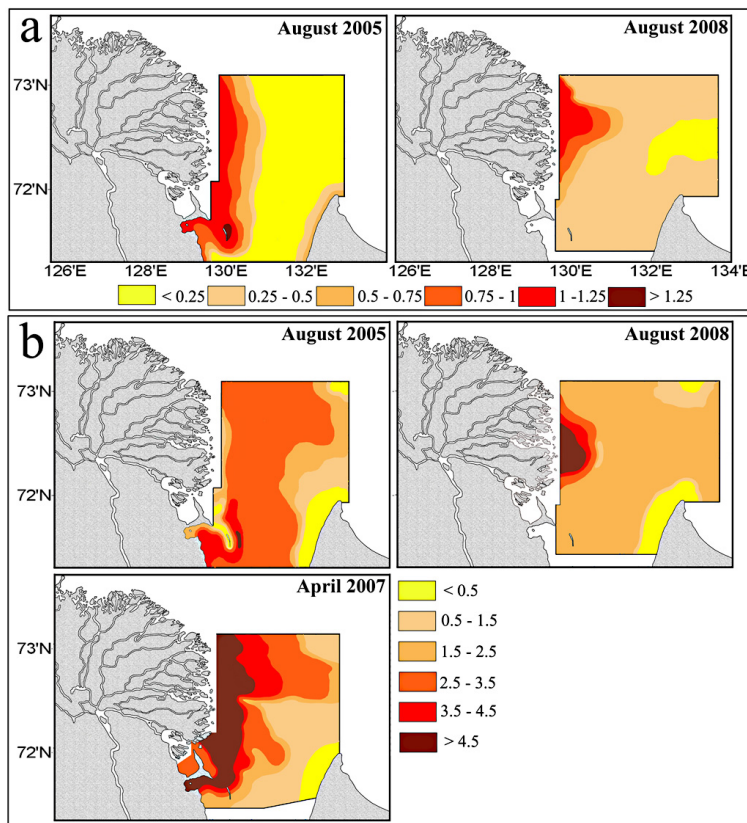 a
August 2005
August 2008
73'N
72'N
126'E 128'E 130'E 132'E 130'E 132'E 134'E
< 0.25 0.25 - 0.5 0.5 - 0.75 0.75 - 1 1 -1.25 > 1.25
b
August 2005
August 2008
73'N
72'N
April 2007
73'N
72'N
< 0.5
0.5 - 1.5
1.5 - 2.5
2.5 - 3.5
3.5 - 4.5
> 4.5